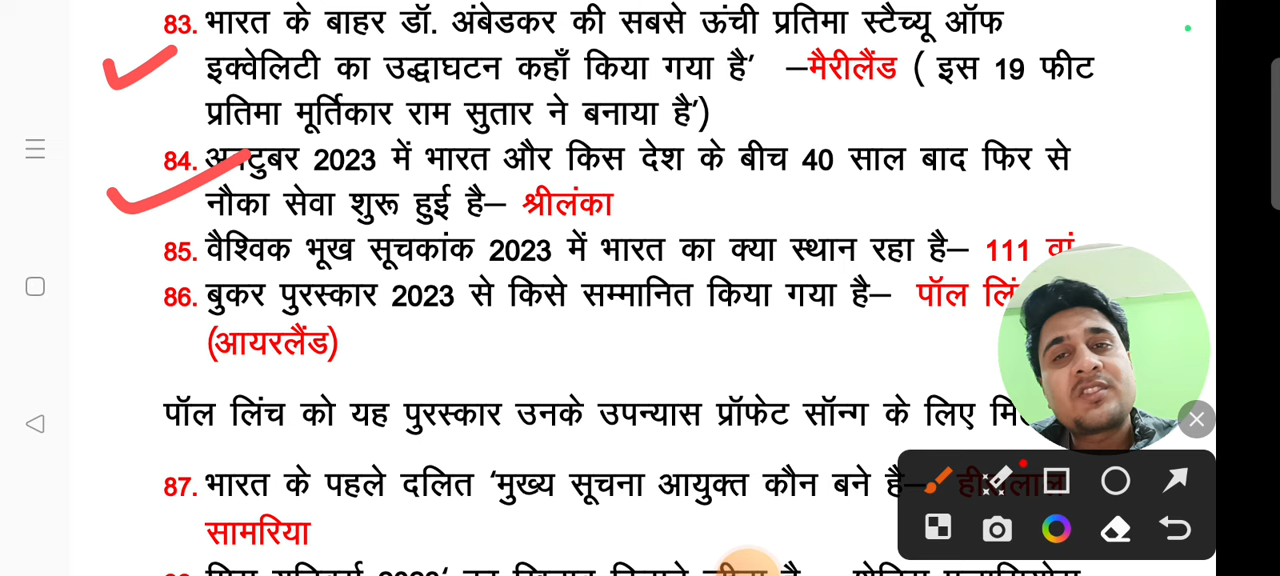 83. भारत के बाहर डॉ. अंबेडकर की सबसे ऊंची प्रतिमा स्टैच्यू ऑफ
इक्वेलिटी का उद्घाघटन कहाँ किया गया है’ –मैरीलैंड ( इस 19 फीट
प्रतिमा मूर्तिकार राम सुतार ने बनाया है’)
84. अक्टुबर 2023 में भारत और किस देश के बीच 40 साल बाद फिर से
नौका सेवा शुरू हुई है– श्रीलंका
85. वैश्विक भूख सूचकांक 2023 में भारत का क्या स्थान रहा है– 111 वां
86. बुकर पुरस्कार 2023 से किसे सम्मानित किया गया है– पॉल
(आयरलैंड)
पॉल लिंच को यह पुरस्कार उनके उपन्यास प्रॉफेट सॉन्ग के लिए
87. भारत के पहले दलित ‘मुख्य सूचना आयुक्त कौन बने है– हीरालाल
सामरिया